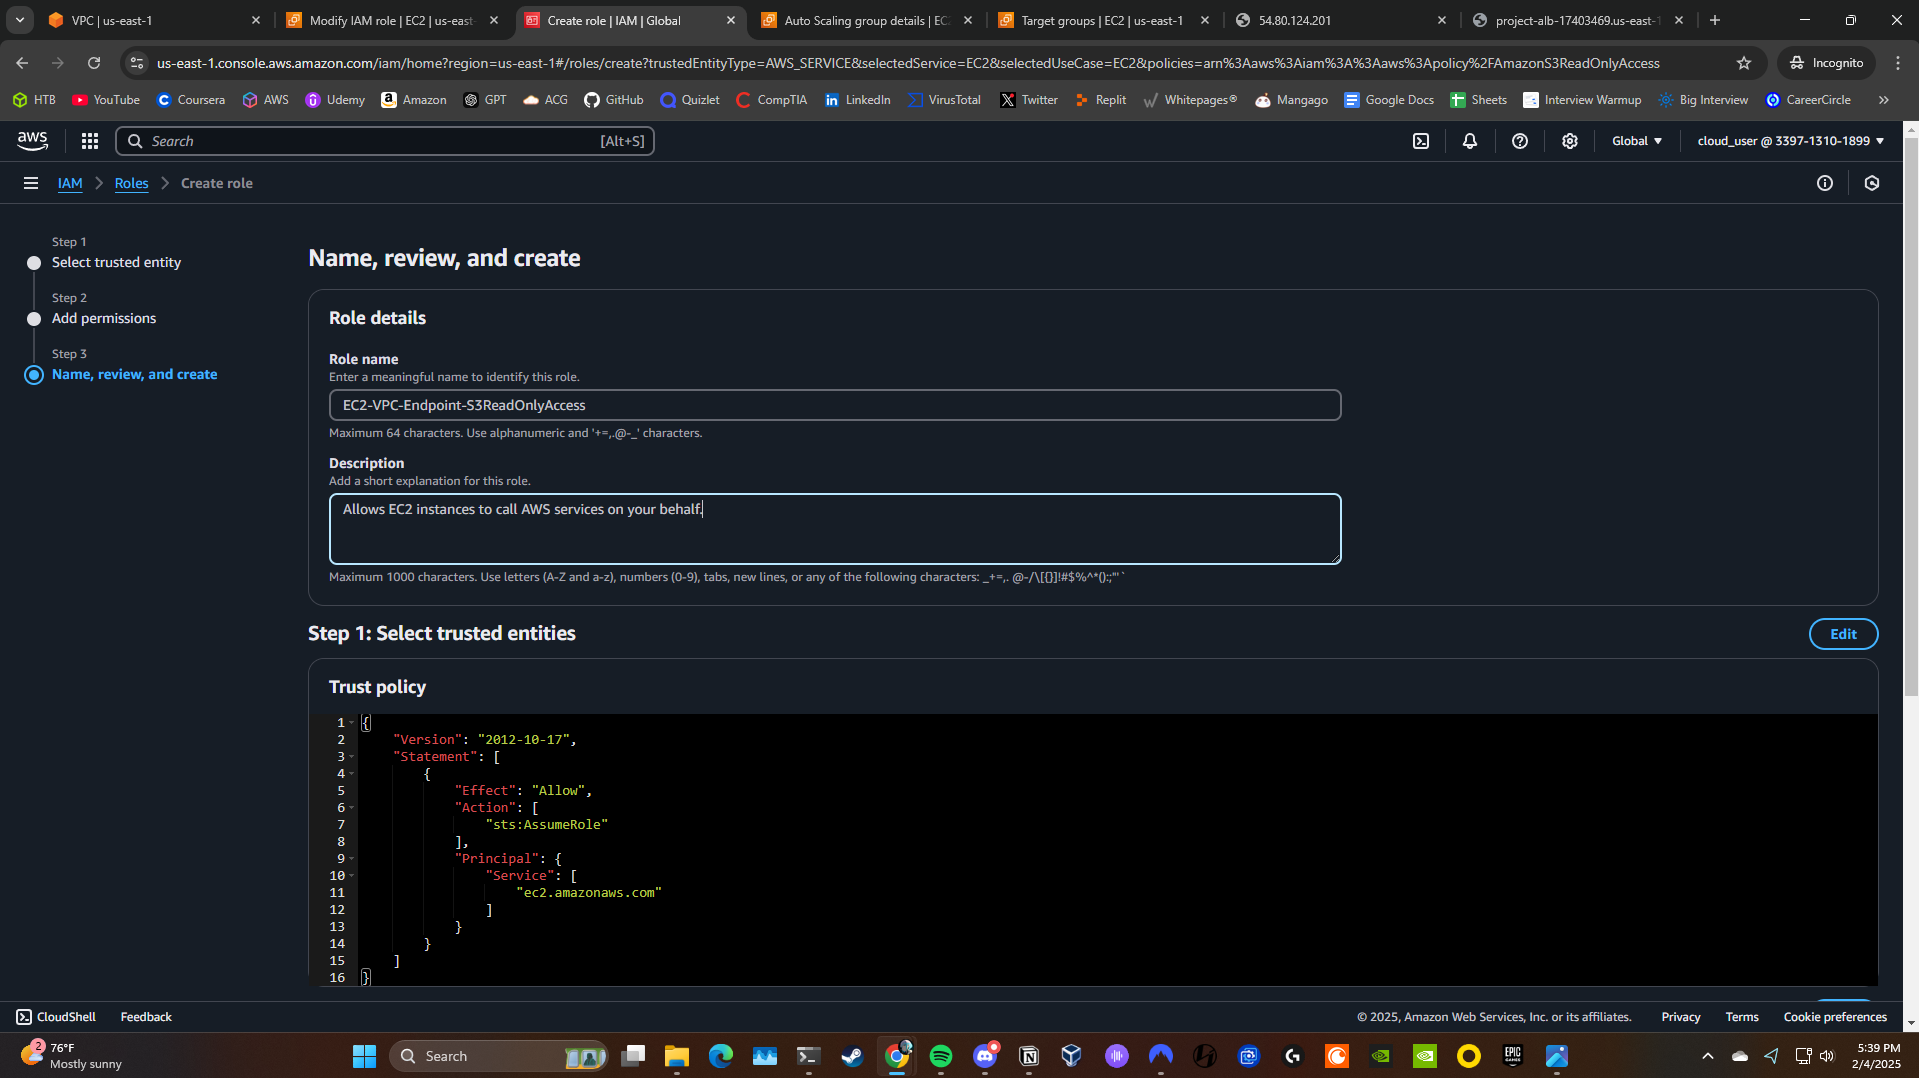 VPC | us-east-1
Modify IAM role | EC2 | us-east-
Create role | IAM | Global
Auto Scaling group details | EC
Target groups | EC2 | us-east-1
54.80.124.201
project-alb-17403469.us-east-1
us-east-1.console.aws.amazon.com/iam/home?region=us-east-1#/roles/create?trustedEntityType=AWS_SERVICE&selectedService=EC2&selectedUseCase=EC2&policies=arn%3Aaws%3Aiam%3A%3Aaws%3Apolicy%2FAmazonS3ReadOnlyAccess
Incognito
HTB
YouTube
Coursera
AWS
Udemy
Amazon
GPT
ACG
GitHub
Quizlet
CompTIA
LinkedIn
VirusTotal
Twitter
Replit
Whitepages®
Mangago
Google Docs
Sheets
Interview Warmup
Big Interview
CareerCircle
aws
Search
[Alt+S]
Global
cloud_user @ 3397-1310-1899
IAM
Roles
Create role
Step 1
Select trusted entity
Step 2
Add permissions
Step 3
Name, review, and create
Name, review, and create
Role details
Role name
Enter a meaningful name to identify this role.
EC2-VPC-Endpoint-S3ReadOnlyAccess
Maximum 64 characters. Use alphanumeric and '+=,.@-_' characters.
Description
Add a short explanation for this role.
Allows EC2 instances to call AWS services on your behalf.
Maximum 1000 characters. Use letters (A-Z and a-z), numbers (0-9), tabs, new lines, or any of the following characters: _+=,. @-/\[{}]!#$%^*();:"'`
Step 1: Select trusted entities
Edit
Trust policy
1 {
2 "Version": "2012-10-17",
3 "Statement": [
4 {
5 "Effect": "Allow",
6 "Action": [
7 "sts:AssumeRole"
8 ],
9 "Principal": {
10 "Service": [
11 "ec2.amazonaws.com"
12 ]
13 }
14 }
15 ]
16 }
CloudShell
Feedback
© 2025, Amazon Web Services, Inc. or its affiliates.
Privacy
Terms
Cookie preferences
2
76°F
Mostly sunny
Search
EPIC
GAMES
5:39 PM
2/4/2025